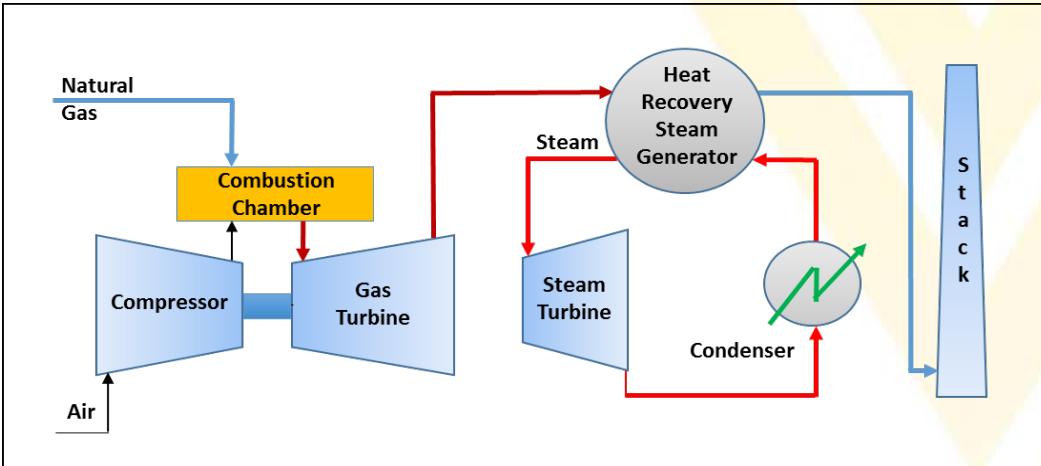 Natural
Gas
Combustion
Chamber
Compressor
Gas
Turbine
Air
Heat
Recovery
Steam
Generator
Steam
Steam
Turbine
Condenser
S
t
a
c
k